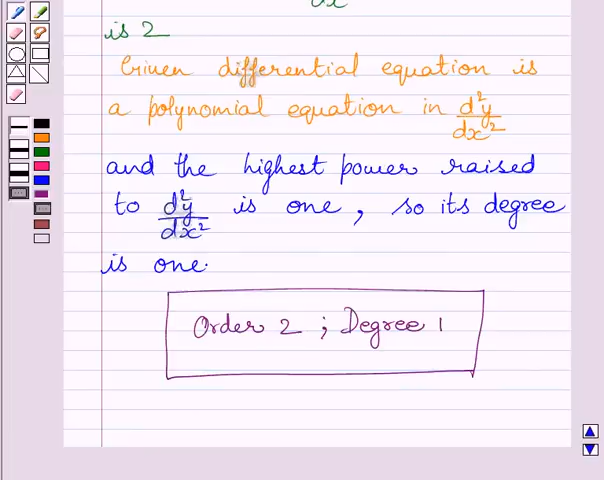 dx
is 2
Given differential equation is
a polynomial equation in d²y/dx²
and the highest power raised
to d²y/dx² is one, so its degree
is one.
Order 2 ; Degree 1